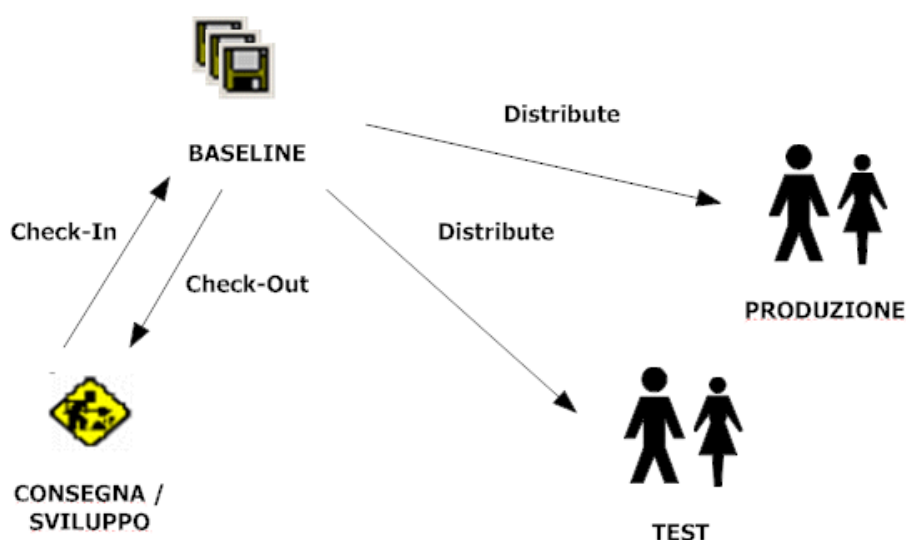 Distribute
BASELINE
Check-In
Distribute
Check-Out
PRODUZIONE
CONSEGNA /
SVILUPPO
TEST